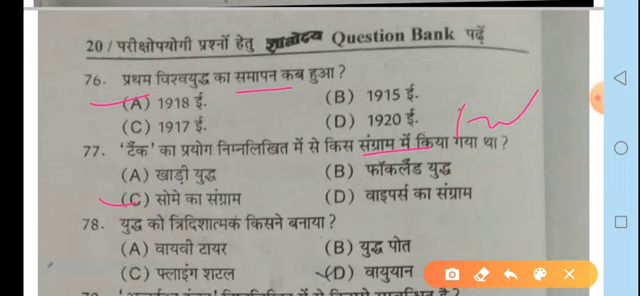 20 / परीक्षोपयोगी प्रश्नों हेतु ज्ञानोदय Question Bank पढ़ें
76. प्रथम विश्वयुद्ध का समापन कब हुआ ?
(A) 1918 ई. (B) 1915 ई.
(C) 1917 ई. (D) 1920 ई.
77. 'टैंक' का प्रयोग निम्नलिखित में से किस संग्राम में किया गया था ?
(A) खाड़ी युद्ध (B) फॉकलैंड युद्ध
(C) सोमे का संग्राम (D) वाइपर्स का संग्राम
78. युद्ध को त्रिदिशात्मक किसने बनाया ?
(A) वायवी टायर (B) युद्ध पोत
(C) फ्लाइंग शटल (D) वायुयान